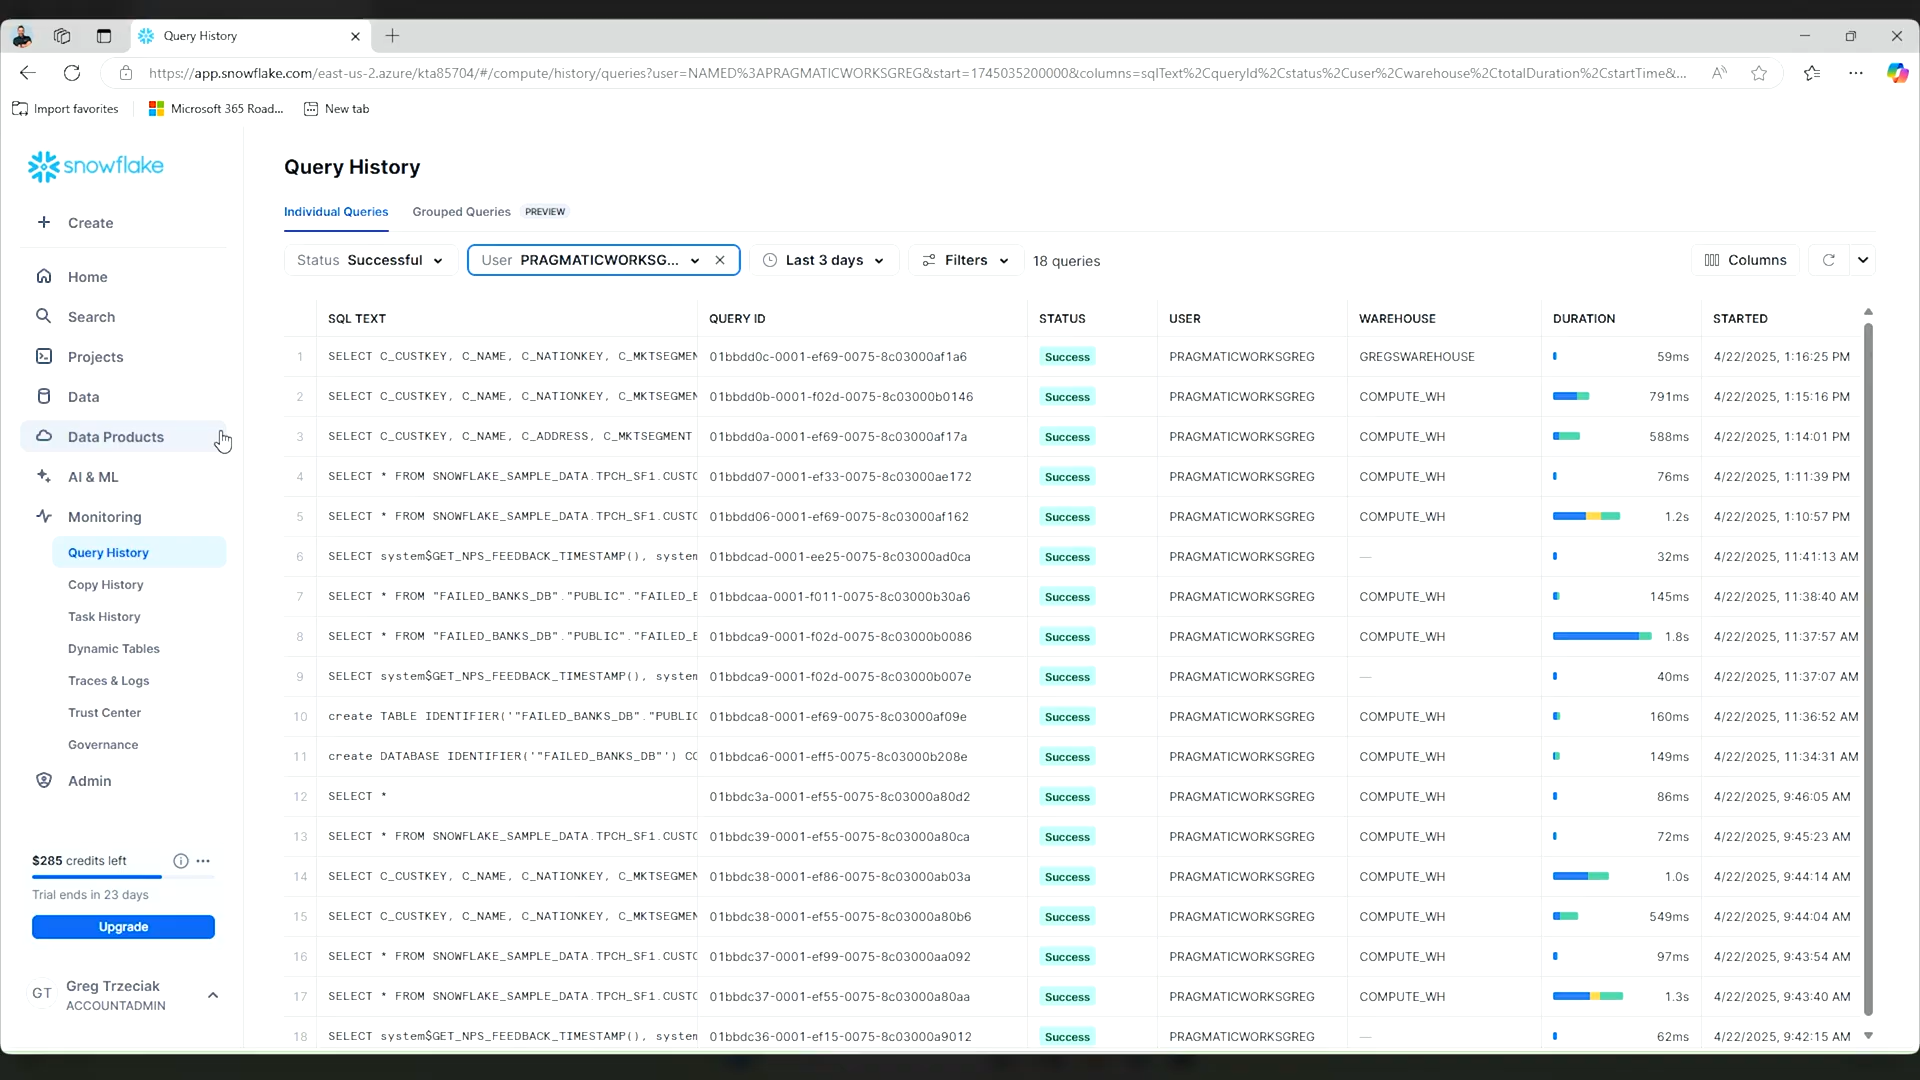 Query History
https://app.snowflake.com/east-us-2.azure/kta85704/#/compute/history/queries?user=NAMED%3APRAGMATICWORKSGREG&start=1745035200000&columns=sqlText%2CqueryId%2Cstatus%2Cuser%2Cwarehouse%2CtotalDuration%2CstartTime&...
Import favorites Microsoft 365 Road... New tab
snowflake
Create
Home
Search
Projects
Data
Data Products
AI & ML
Monitoring
Query History
Copy History
Task History
Dynamic Tables
Traces & Logs
Trust Center
Governance
Admin
$285 credits left
Trial ends in 23 days
Upgrade
GT Greg Trzeciak
ACCOUNTADMIN
Query History
Individual Queries Grouped Queries PREVIEW
Status Successful User PRAGMATICWORKSG... Last 3 days Filters 18 queries Columns
SQL TEXT QUERY ID STATUS USER WAREHOUSE DURATION STARTED
1 SELECT C_CUSTKEY, C_NAME, C_NATIONKEY, C_MKTSEGMEN 01bbdd0c-0001-ef69-0075-8c03000af1a6 Success PRAGMATICWORKSGREG GREGSWAREHOUSE 59ms 4/22/2025, 1:16:25 PM
2 SELECT C_CUSTKEY, C_NAME, C_NATIONKEY, C_MKTSEGMEN 01bbdd0b-0001-f02d-0075-8c03000b0146 Success PRAGMATICWORKSGREG COMPUTE_WH 791ms 4/22/2025, 1:15:16 PM
3 SELECT C_CUSTKEY, C_NAME, C_ADDRESS, C_MKTSEGMENT 01bbdd0a-0001-ef69-0075-8c03000af17a Success PRAGMATICWORKSGREG COMPUTE_WH 588ms 4/22/2025, 1:14:01 PM
4 SELECT * FROM SNOWFLAKE_SAMPLE_DATA.TPCH_SF1.CUSTO 01bbdd07-0001-ef33-0075-8c03000ae172 Success PRAGMATICWORKSGREG COMPUTE_WH 76ms 4/22/2025, 1:11:39 PM
5 SELECT * FROM SNOWFLAKE_SAMPLE_DATA.TPCH_SF1.CUSTO 01bbdd06-0001-ef69-0075-8c03000af162 Success PRAGMATICWORKSGREG COMPUTE_WH 1.2s 4/22/2025, 1:10:57 PM
6 SELECT system$GET_NPS_FEEDBACK_TIMESTAMP(), system 01bbdcad-0001-ee25-0075-8c03000ad0ca Success PRAGMATICWORKSGREG — 32ms 4/22/2025, 11:41:13 AM
7 SELECT * FROM "FAILED_BANKS_DB"."PUBLIC"."FAILED_E 01bbdcaa-0001-f011-0075-8c03000b30a6 Success PRAGMATICWORKSGREG COMPUTE_WH 145ms 4/22/2025, 11:38:40 AM
8 SELECT * FROM "FAILED_BANKS_DB"."PUBLIC"."FAILED_E 01bbdca9-0001-f02d-0075-8c03000b0086 Success PRAGMATICWORKSGREG COMPUTE_WH 1.8s 4/22/2025, 11:37:57 AM
9 SELECT system$GET_NPS_FEEDBACK_TIMESTAMP(), system 01bbdca9-0001-f02d-0075-8c03000b007e Success PRAGMATICWORKSGREG — 40ms 4/22/2025, 11:37:07 AM
10 create TABLE IDENTIFIER('"FAILED_BANKS_DB"."PUBLIC 01bbdca8-0001-ef69-0075-8c03000af09e Success PRAGMATICWORKSGREG COMPUTE_WH 160ms 4/22/2025, 11:36:52 AM
11 create DATABASE IDENTIFIER('"FAILED_BANKS_DB"') CO 01bbdca6-0001-eff5-0075-8c03000b208e Success PRAGMATICWORKSGREG COMPUTE_WH 149ms 4/22/2025, 11:34:31 AM
12 SELECT * 01bbdc3a-0001-ef55-0075-8c03000a80d2 Success PRAGMATICWORKSGREG COMPUTE_WH 86ms 4/22/2025, 9:46:05 AM
13 SELECT * FROM SNOWFLAKE_SAMPLE_DATA.TPCH_SF1.CUSTO 01bbdc39-0001-ef55-0075-8c03000a80ca Success PRAGMATICWORKSGREG COMPUTE_WH 72ms 4/22/2025, 9:45:23 AM
14 SELECT C_CUSTKEY, C_NAME, C_NATIONKEY, C_MKTSEGMEN 01bbdc38-0001-ef86-0075-8c03000ab03a Success PRAGMATICWORKSGREG COMPUTE_WH 1.0s 4/22/2025, 9:44:14 AM
15 SELECT C_CUSTKEY, C_NAME, C_NATIONKEY, C_MKTSEGMEN 01bbdc38-0001-ef55-0075-8c03000a80b6 Success PRAGMATICWORKSGREG COMPUTE_WH 549ms 4/22/2025, 9:44:04 AM
16 SELECT * FROM SNOWFLAKE_SAMPLE_DATA.TPCH_SF1.CUSTO 01bbdc37-0001-ef99-0075-8c03000aa092 Success PRAGMATICWORKSGREG COMPUTE_WH 97ms 4/22/2025, 9:43:54 AM
17 SELECT * FROM SNOWFLAKE_SAMPLE_DATA.TPCH_SF1.CUSTO 01bbdc37-0001-ef55-0075-8c03000a80aa Success PRAGMATICWORKSGREG COMPUTE_WH 1.3s 4/22/2025, 9:43:40 AM
18 SELECT system$GET_NPS_FEEDBACK_TIMESTAMP(), system 01bbdc36-0001-ef15-0075-8c03000a9012 Success PRAGMATICWORKSGREG — 62ms 4/22/2025, 9:42:15 AM